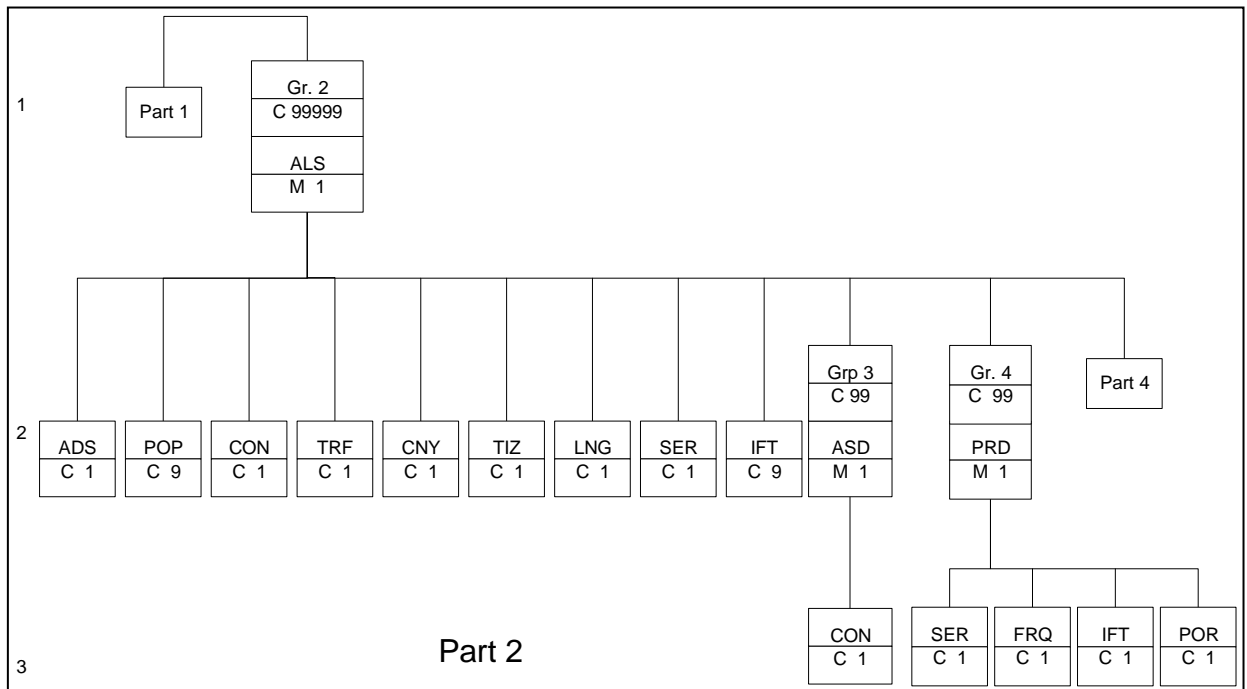 Gr. 2
1
Part 1
C 99999
ALS
M 1
Grp 3
Gr. 4
Part 4
C 99
C 99
2
ADS
POP
CON
TRF
CNY
TIZ
LNG
SER
IFT
ASD
PRD
C 1
C 9
C 1
C 1
C 1
C 1
C 1
C 1
C 9
M 1
M 1
CON
SER
FRQ
IFT
POR
C 1
C 1
C 1
C 1
C 1
Part 2
3